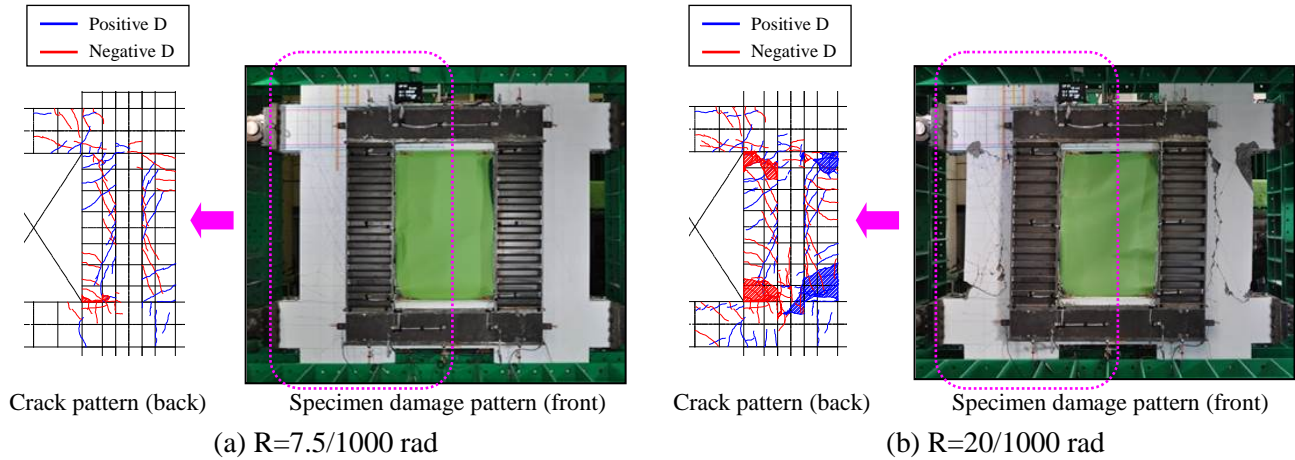 Positive D
Negative D
Crack pattern (back)
Specimen damage pattern (front)
(a) R=7.5/1000 rad
Positive D
Negative D
Crack pattern (back)
Specimen damage pattern (front)
(b) R=20/1000 rad